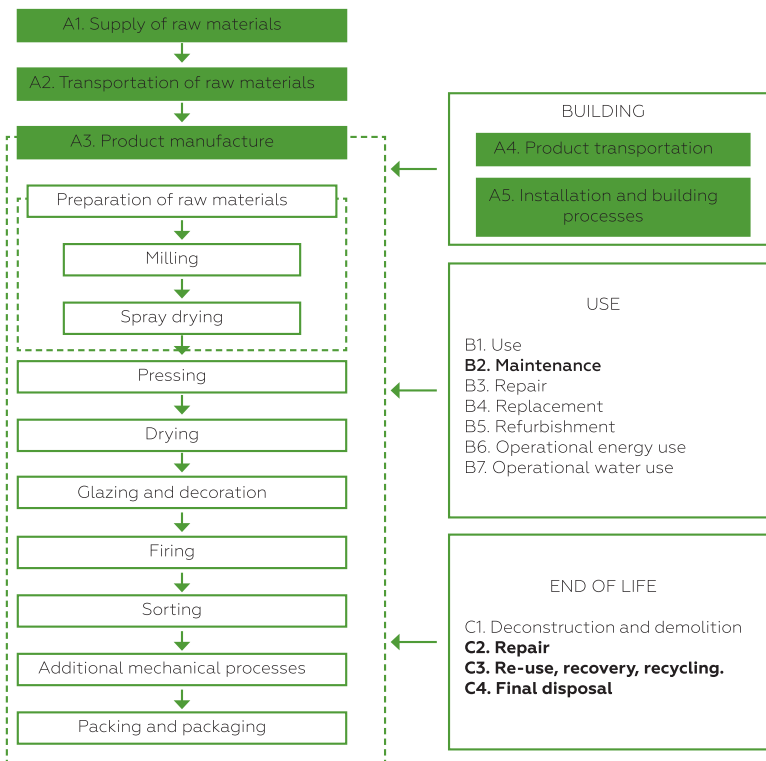 A1. Supply of raw materials
A2. Transportation of raw materials
A3. Product manufacture
Preparation of raw materials
Milling
Spray drying
Pressing
Drying
Glazing and decoration
Firing
Sorting
Additional mechanical processes
Packing and packaging
BUILDING
A4. Product transportation
A5. Installation and building
processes
USE
B1. Use
B2. Maintenance
B3. Repair
B4. Replacement
B5. Refurbishment
B6. Operational energy use
B7. Operational water use
END OF LIFE
C1. Deconstruction and demolition
C2. Repair
C3. Re-use, recovery, recycling.
C4. Final disposal